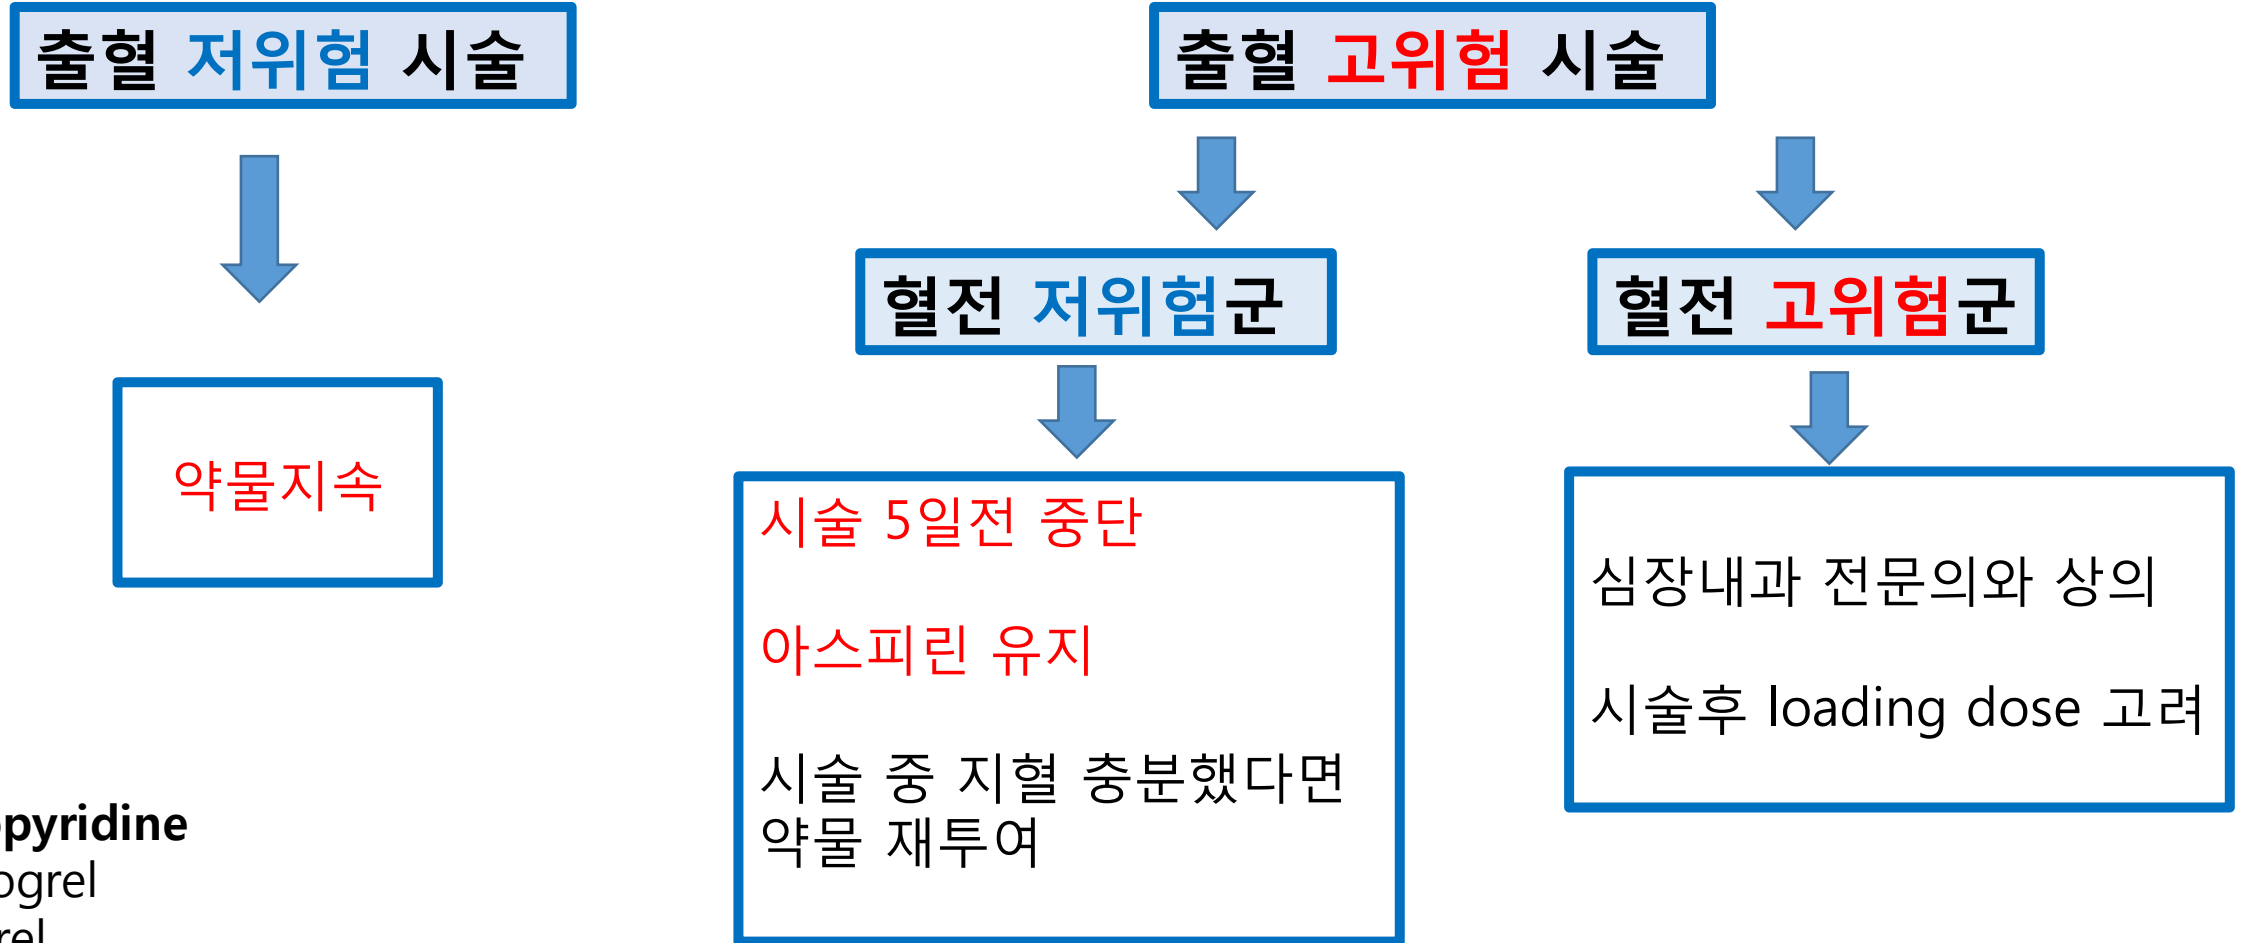 출혈 저위험 시술
출혈 고위험 시술
혈전 저위험군
혈전 고위험군
약물지속
시술 5일전 중단
아스피린 유지
시술 중 지혈 충분했다면
약물 재투여
심장내과 전문의와 상의
시술후 loading dose 고려